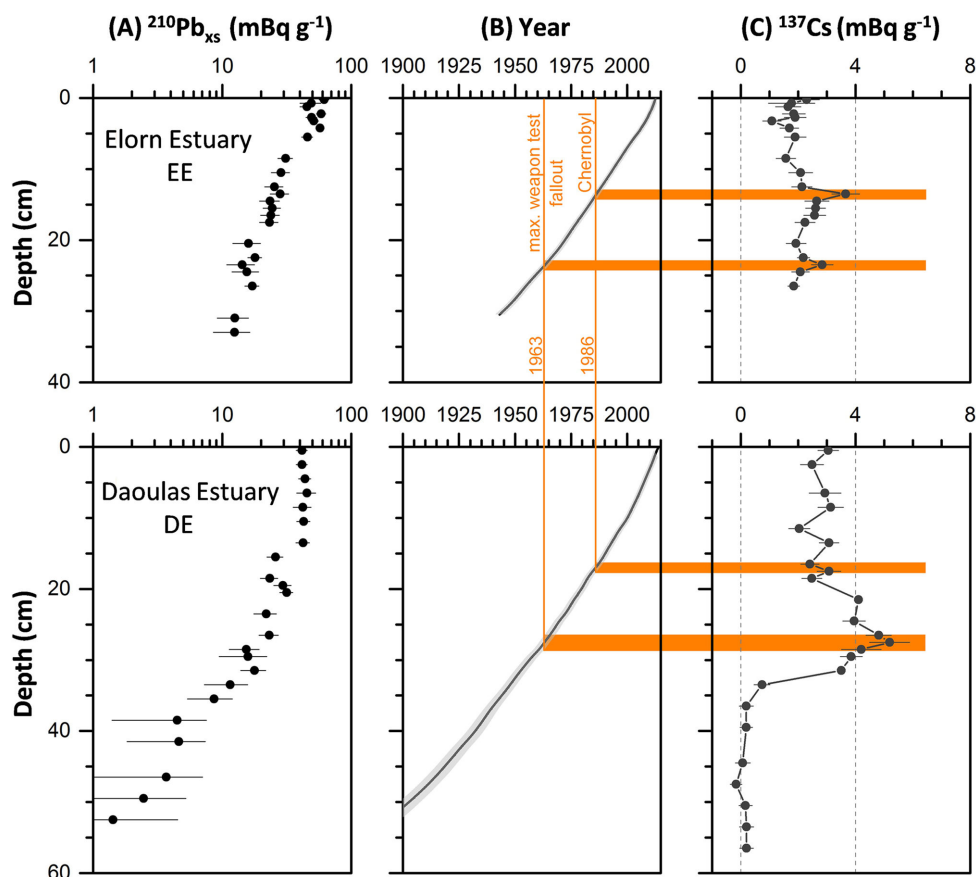 (A) ²¹⁰Pbxs (mBq g⁻¹)
(B) Year
(C) ¹³⁷Cs (mBq g⁻¹)
1 10 100
1900 1925 1950 1975 2000
0 4 8
Depth (cm)
0
20
40
Elorn Estuary
EE
max. weapon test
fallout
Chernobyl
1963
1986
1 10 100
1900 1925 1950 1975 2000
0 4 8
Depth (cm)
0
20
40
60
Daoulas Estuary
DE